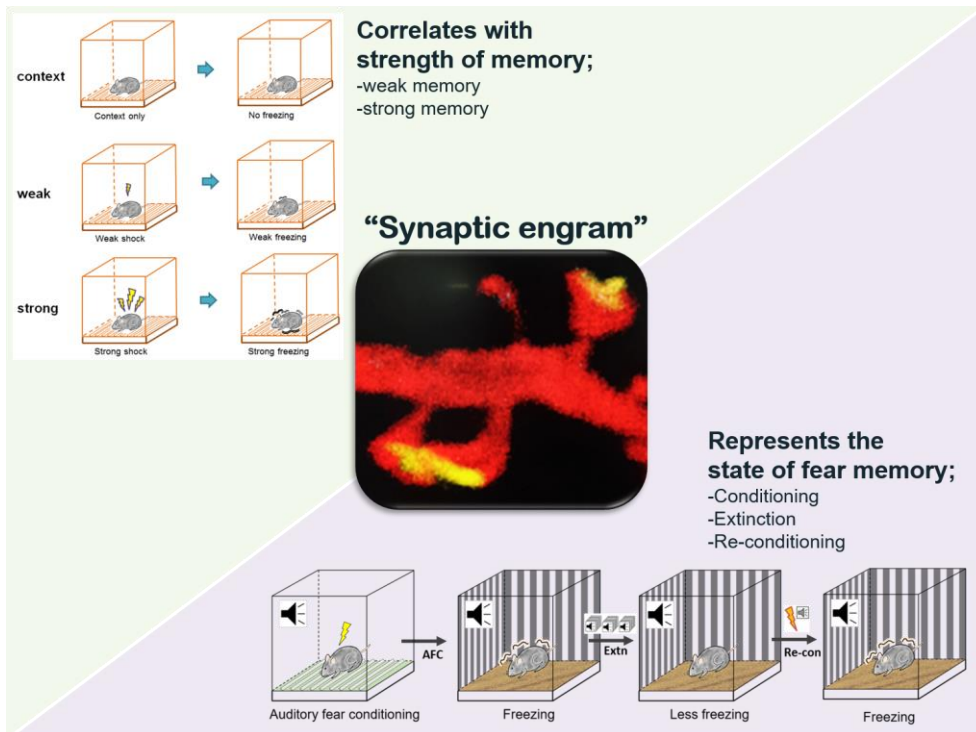 Correlates with
strength of memory;
-weak memory
-strong memory
context
Context only
No freezing
weak
Weak shock
Weak freezing
strong
Strong shock
Strong freezing
“Synaptic engram”
Represents the
state of fear memory;
-Conditioning
-Extinction
-Re-conditioning
AFC
Extn
Re-con
Auditory fear conditioning
Freezing
Less freezing
Freezing